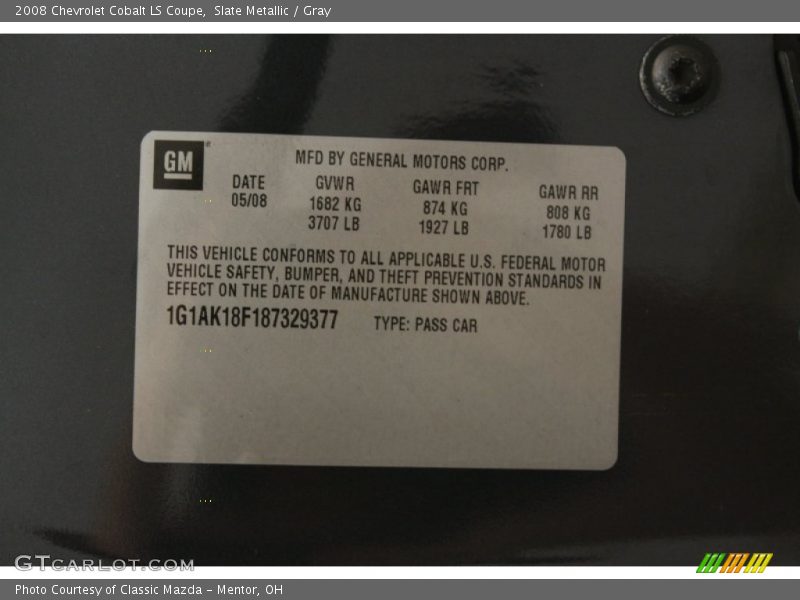 2008 Chevrolet Cobalt LS Coupe,  Slate Metallic / Gray
GM
MFD BY GENERAL MOTORS CORP.
DATE GVWR GAWR FRT GAWR RR
05/08 1682 KG 874 KG 808 KG
3707 LB 1927 LB 1780 LB
THIS VEHICLE CONFORMS TO ALL APPLICABLE U.S. FEDERAL MOTOR
VEHICLE SAFETY, BUMPER, AND THEFT PREVENTION STANDARDS IN
EFFECT ON THE DATE OF MANUFACTURE SHOWN ABOVE.
1G1AK18F187329377 TYPE: PASS CAR
GTCARLOT.COM
Photo Courtesy of Classic Mazda - Mentor, OH